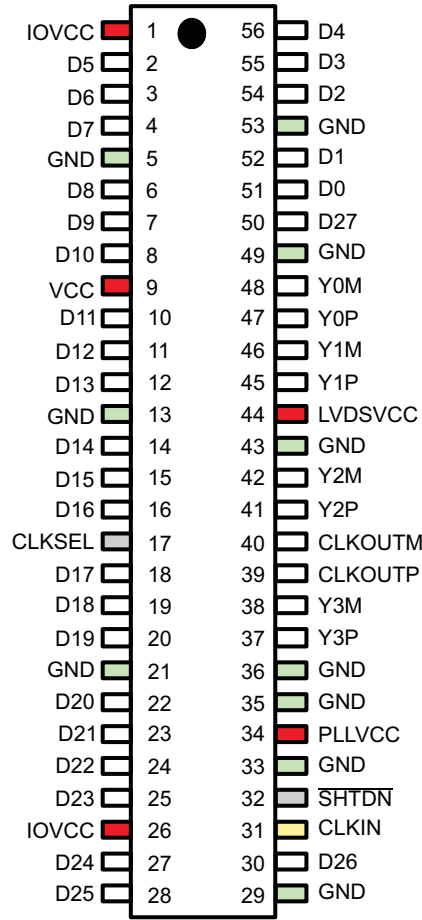 IOVCC 1 56 D4
D5 2 55 D3
D6 3 54 D2
D7 4 53 GND
GND 5 52 D1
D8 6 51 D0
D9 7 50 D27
D10 8 49 GND
VCC 9 48 Y0M
D11 10 47 Y0P
D12 11 46 Y1M
D13 12 45 Y1P
GND 13 44 LVDSVCC
D14 14 43 GND
D15 15 42 Y2M
D16 16 41 Y2P
CLKSEL 17 40 CLKOUTM
D17 18 39 CLKOUTP
D18 19 38 Y3M
D19 20 37 Y3P
GND 21 36 GND
D20 22 35 GND
D21 23 34 PLLVCC
D22 24 33 GND
D23 25 32 SHTDN
IOVCC 26 31 CLKIN
D24 27 30 D26
D25 28 29 GND